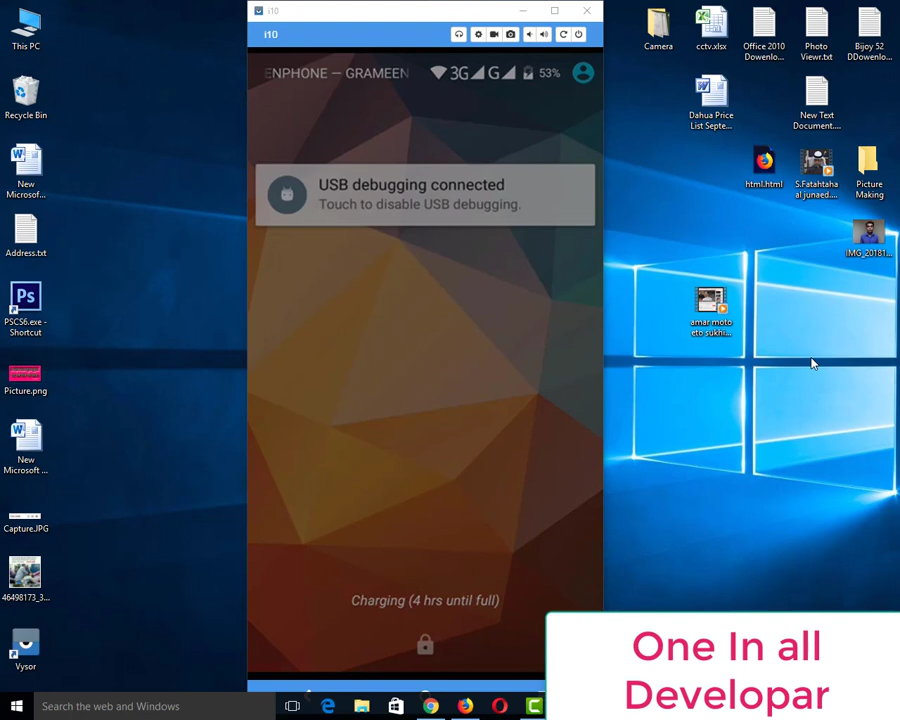 i10
i10
ENPHONE — GRAMEEN
3G
G
53%
USB debugging connected
Touch to disable USB debugging.
Charging (4 hrs until full)
This PC
Recycle Bin
New
Microsof...
Address.txt
Ps
PSCS6.exe -
Shortcut
Picture.png
New
Microsoft ...
Capture.JPG
46498173_3...
Vysor
Camera
cctv.xlsx
Office 2010
Dowenlo...
Photo
Viewr.txt
Bijoy 52
DDowenlo...
Dahua Price
List Septe...
New Text
Document....
html.html
S.Fatahtaha
al junaed....
Picture
Making
IMG_20181...
amar moto
eto sukhi...
Search the web and Windows
One In all
Developar